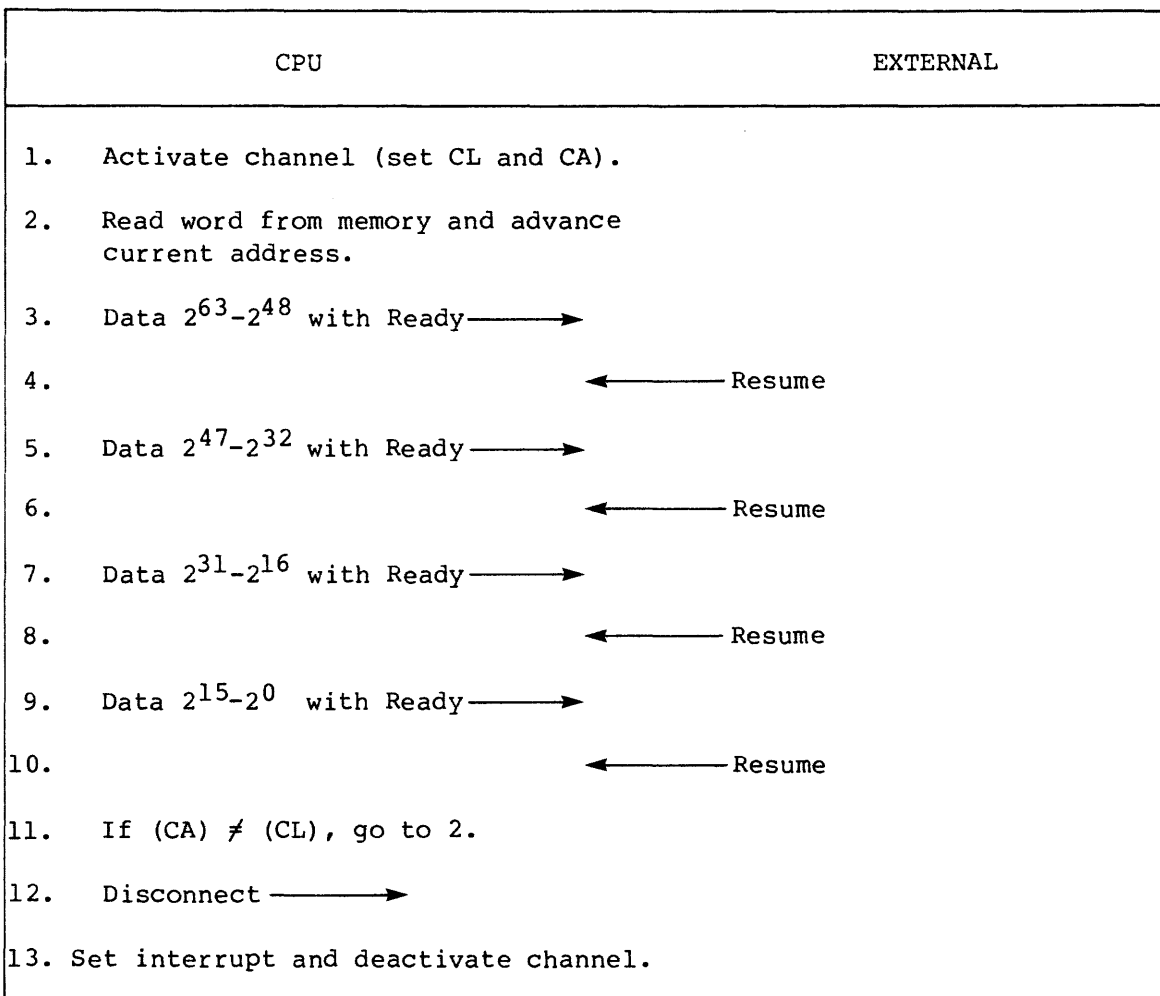 CPU EXTERNAL
1. Activate channel (set CL and CA).
2. Read word from memory and advance
current address.
3. Data 2^63-2^48 with Ready
4. Resume
5. Data 2^47-2^32 with Ready
6. Resume
7. Data 2^31-2^16 with Ready
8. Resume
9. Data 2^15-2^0 with Ready
10. Resume
11. If (CA) ≠ (CL), go to 2.
12. Disconnect
13. Set interrupt and deactivate channel.